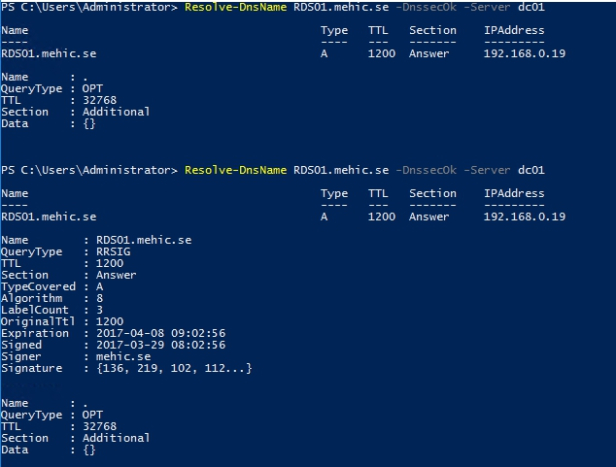 PS C:\Users\Administrator> Resolve-DnsName RDS01.mehic.se -DnssecOk -Server dc01
Name Type TTL Section IPAddress
---- ---- --- ------- ---------
RDS01.mehic.se A 1200 Answer 192.168.0.19
Name : .
QueryType : OPT
TTL : 32768
Section : Additional
Data : {}
PS C:\Users\Administrator> Resolve-DnsName RDS01.mehic.se -DnssecOk -Server dc01
Name Type TTL Section IPAddress
---- ---- --- ------- ---------
RDS01.mehic.se A 1200 Answer 192.168.0.19
Name : RDS01.mehic.se
QueryType : RRSIG
TTL : 1200
Section : Answer
TypeCovered : A
Algorithm : 8
LabelCount : 3
OriginalTtl : 1200
Expiration : 2017-04-08 09:02:56
Signed : 2017-03-29 08:02:56
Signer : mehic.se
Signature : {136, 219, 102, 112...}
Name : .
QueryType : OPT
TTL : 32768
Section : Additional
Data : {}